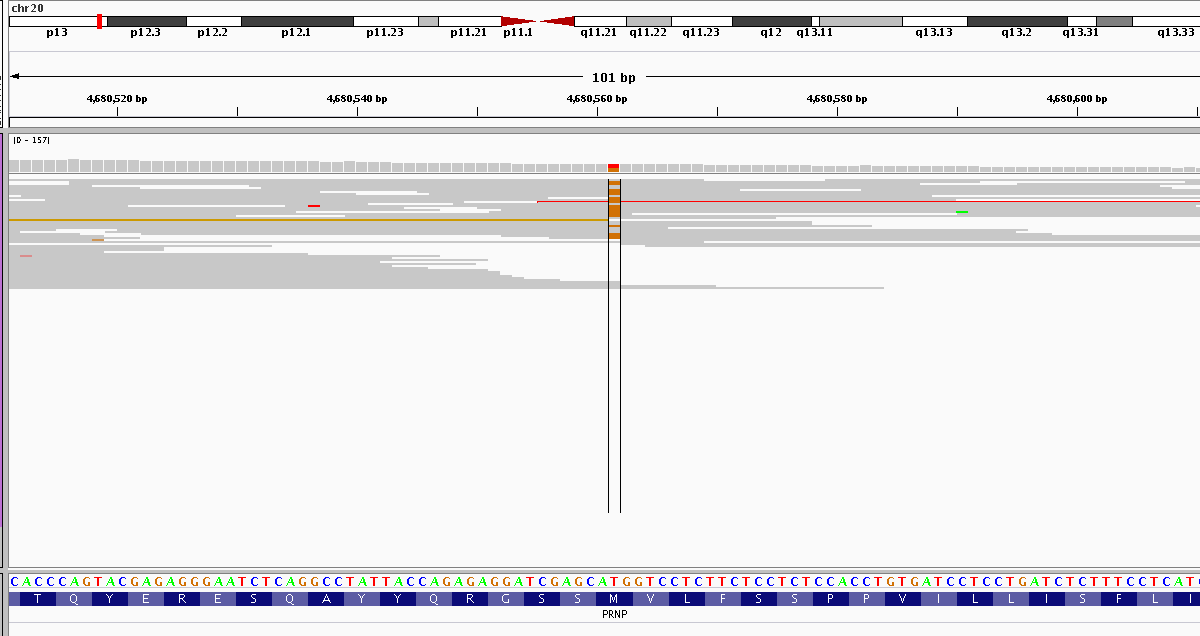 chr20
p13 p12.3 p12.2 p12.1 p11.23 p11.21 p11.1 q11.21 q11.22 q11.23 q12 q13.11 q13.13 q13.2 q13.31 q13.33
101 bp
4,680,520 bp 4,680,540 bp 4,680,560 bp 4,680,580 bp 4,680,600 bp
[0 - 157]
CACCCAGTACGAGAGGGAATCTCAGGCCTATTACCAGAGAGGATCGAGCATGGTCCTCTTCTCCTCTCCACCTGTGATCCTCCTGATCTCTTTCCTCAT
T Q Y E R E S Q A Y Y Q R G S S M V L F S S P P V I L L I S F L I
PRNP